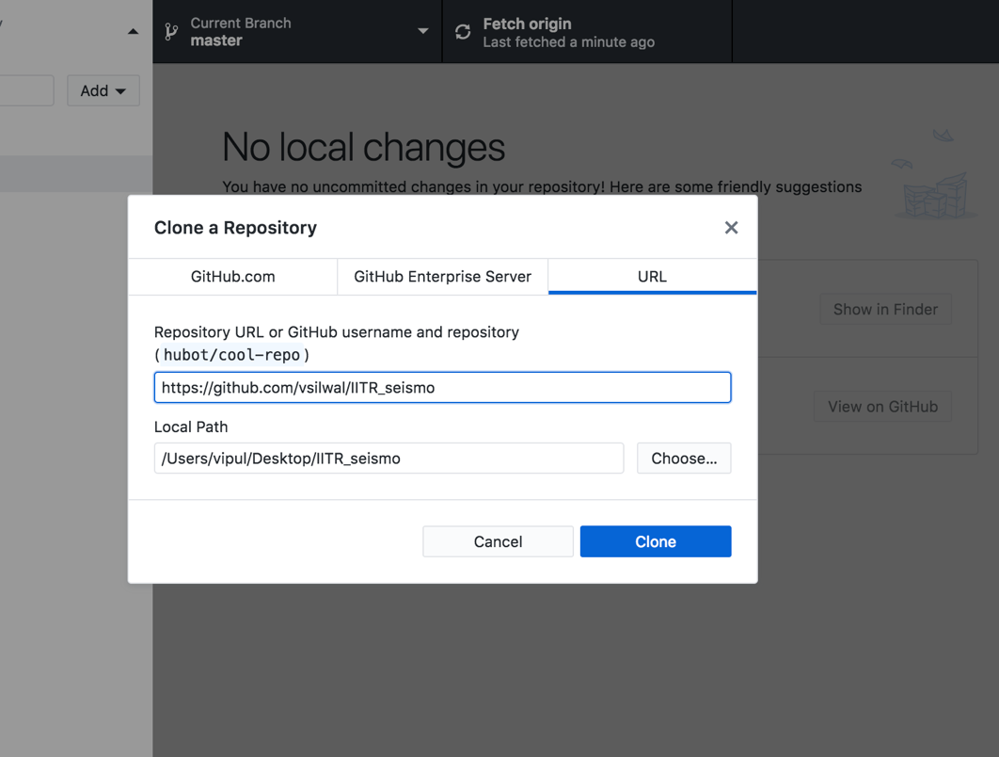 Current Branch
master
Fetch origin
Last fetched a minute ago
Add
No local changes
You have no uncommitted changes in your repository! Here are some friendly suggestions
Clone a Repository
GitHub.com
GitHub Enterprise Server
URL
Repository URL or GitHub username and repository
(hubot/cool-repo)
https://github.com/vsilwal/IITR_seismo
Local Path
/Users/vipul/Desktop/IITR_seismo
Choose...
Cancel
Clone
Show in Finder
View on GitHub